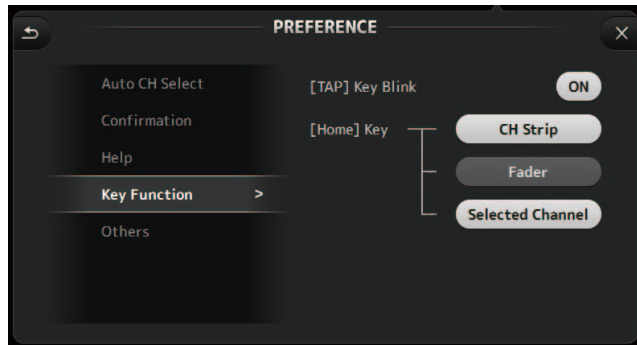 PREFERENCE
Auto CH Select
Confirmation
Help
Key Function >
Others
[TAP] Key Blink ON
[Home] Key CH Strip
Fader
Selected Channel